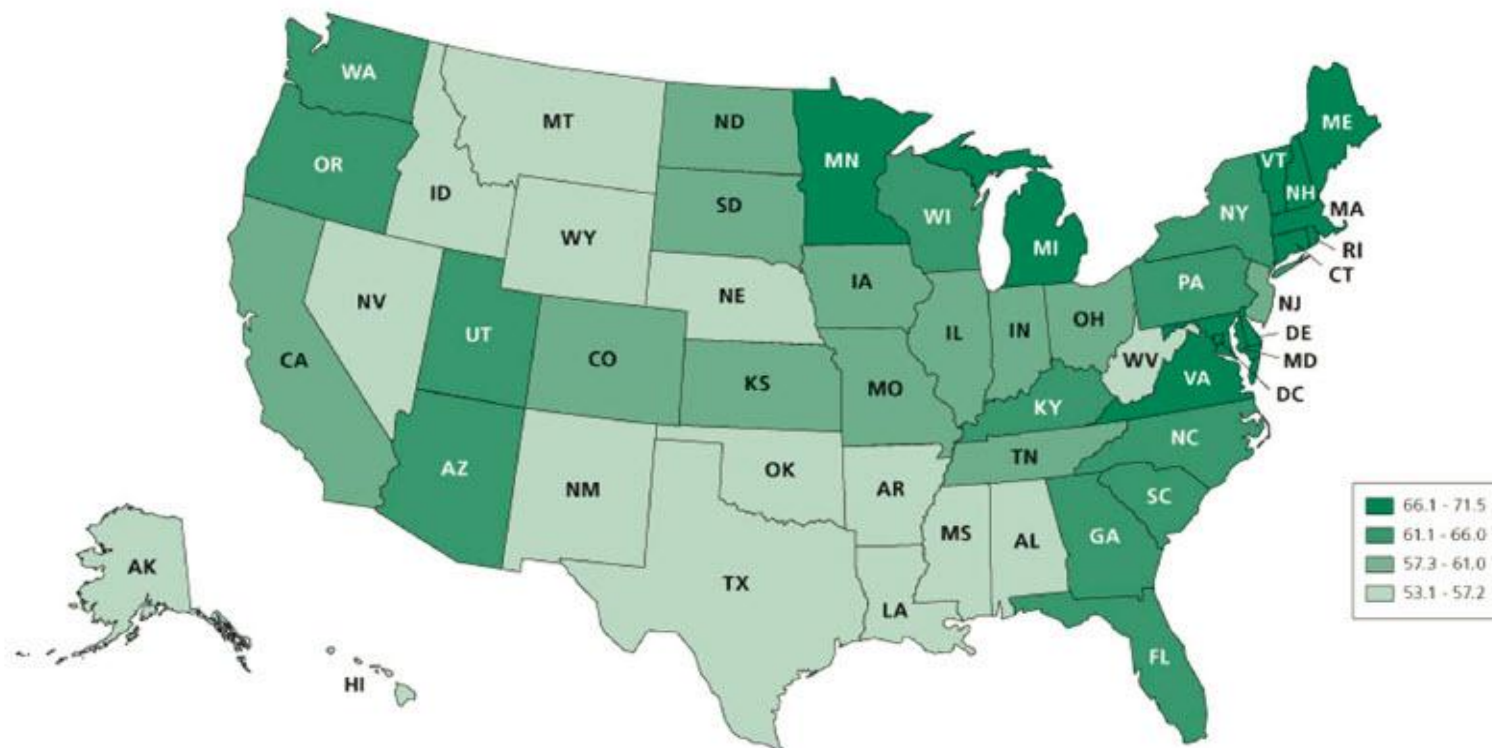 WA
MT
ND
MN
ME
VT
NH
OR
ID
SD
WI
NY
MA
WY
MI
RI
CT
NE
IA
PA
NV
UT
IL
IN
OH
NJ
CA
CO
KS
MO
WV
DE
MD
VA
DC
KY
NC
TN
AZ
NM
OK
AR
SC
MS
AL
GA
66.1 - 71.5
61.1 - 66.0
57.3 - 61.0
53.1 - 57.2
AK
TX
LA
FL
HI